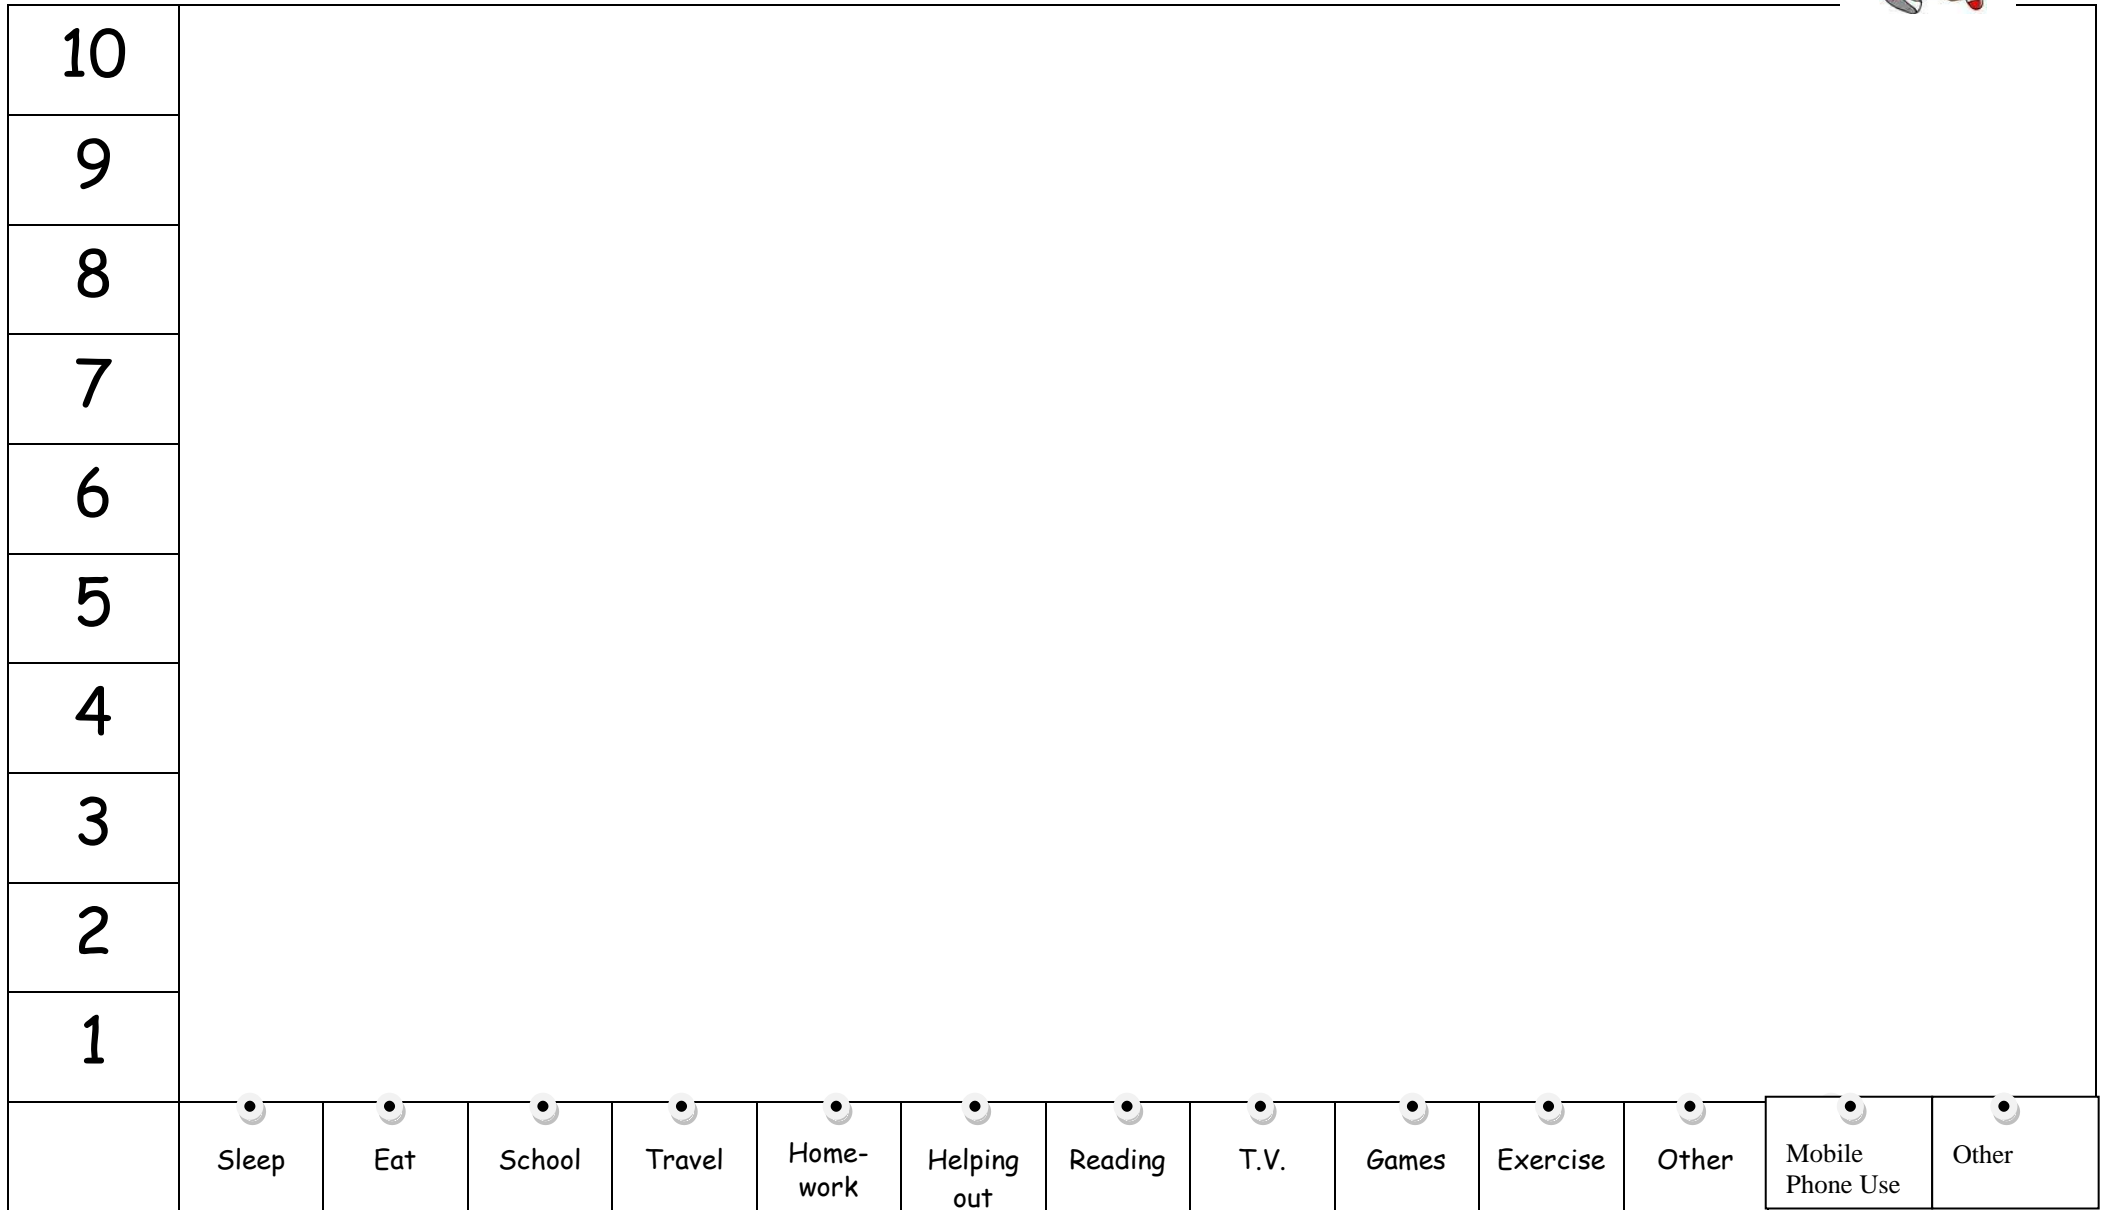 10
9
8
7
6
5
4
3
2
1
Sleep
Eat
School
Travel
Home-
work
Helping
out
Reading
T.V.
Games
Exercise
Other
Mobile
Phone Use
Other